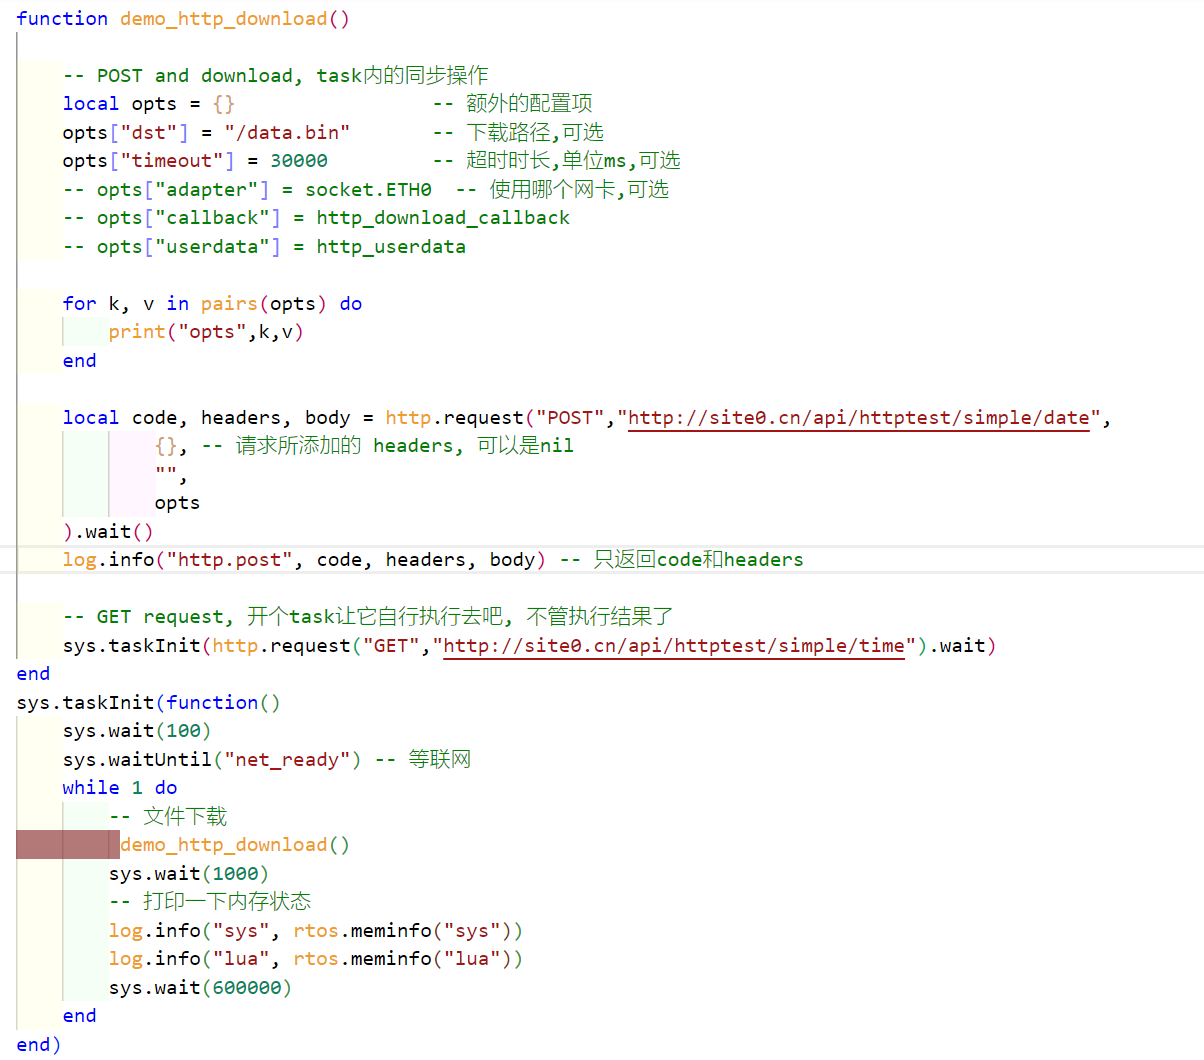 function demo_http_download()
-- POST and download, task内的同步操作
local opts = {}                 -- 额外的配置项
opts["dst"] = "/data.bin"       -- 下载路径,可选
opts["timeout"] = 30000         -- 超时时长,单位ms,可选
-- opts["adapter"] = socket.ETH0  -- 使用哪个网卡,可选
-- opts["callback"] = http_download_callback
-- opts["userdata"] = http_userdata
for k, v in pairs(opts) do
print("opts",k,v)
end
local code, headers, body = http.request("POST","http://site0.cn/api/httptest/simple/date",
{}, -- 请求所添加的 headers, 可以是nil
"",
opts
).wait()
log.info("http.post", code, headers, body) -- 只返回code和headers
-- GET request, 开个task让它自行执行去吧, 不管执行结果了
sys.taskInit(http.request("GET","http://site0.cn/api/httptest/simple/time").wait)
end
sys.taskInit(function()
sys.wait(100)
sys.waitUntil("net_ready") -- 等联网
while 1 do
-- 文件下载
demo_http_download()
sys.wait(1000)
-- 打印一下内存状态
log.info("sys", rtos.meminfo("sys"))
log.info("lua", rtos.meminfo("lua"))
sys.wait(600000)
end
end)